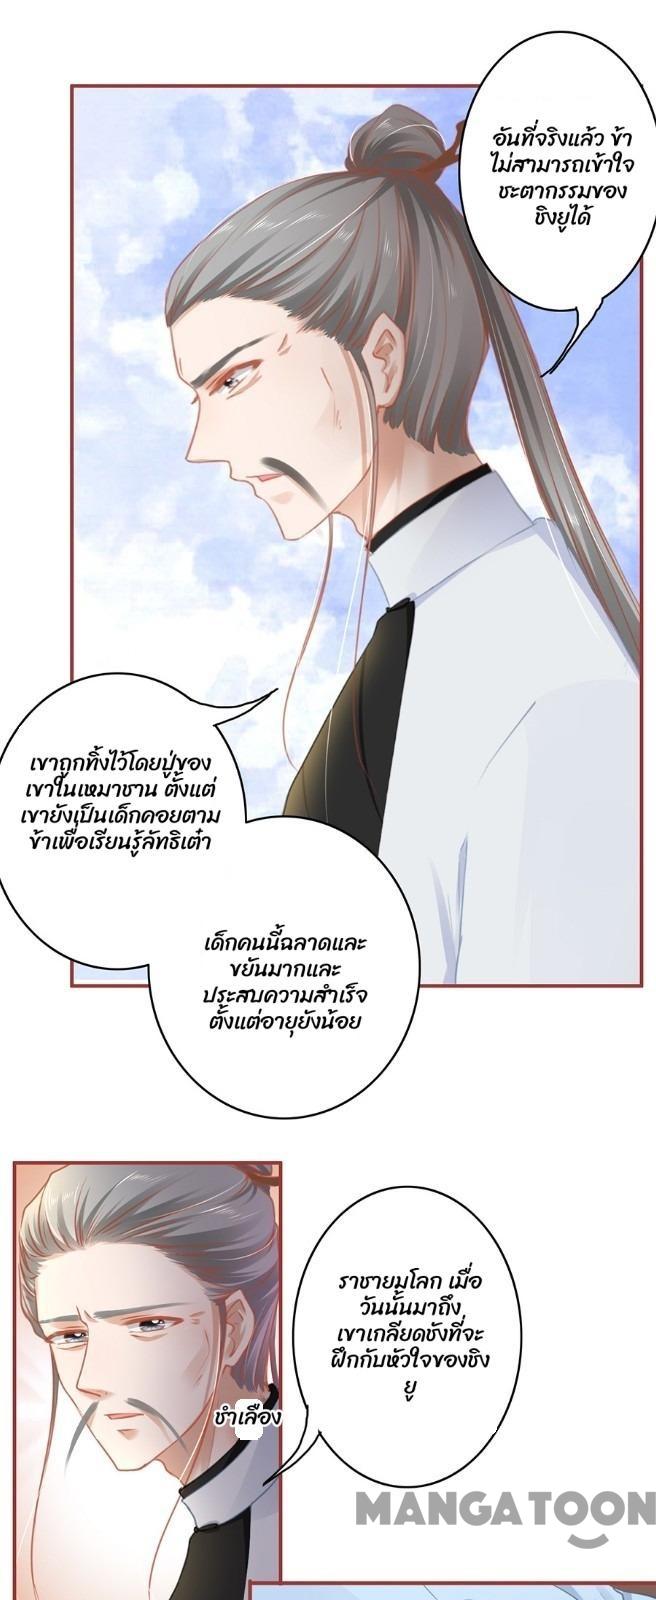 อันที่จริงแล้ว ข้า
ไม่สามารถเข้าใจ
ชะตากรรมของ
ชิงยูได้
เขาถูกทิ้งไว้โดยปู่ของ
เขาในเหมาซาน ตั้งแต่
เขายังเป็นเด็กคอยตาม
ข้าเพื่อเรียนรู้ลัทธิเต๋า
เด็กคนนี้ฉลาดและ
ขยันมากและ
ประสบความสำเร็จ
ตั้งแต่อายุยังน้อย
ราชายมโลก เมื่อ
วันนั้นมาถึง
เขาเกลียดชังที่จะ
ฝึกกับหัวใจของชิง
ยู
ชำเลือง
MANGATOON